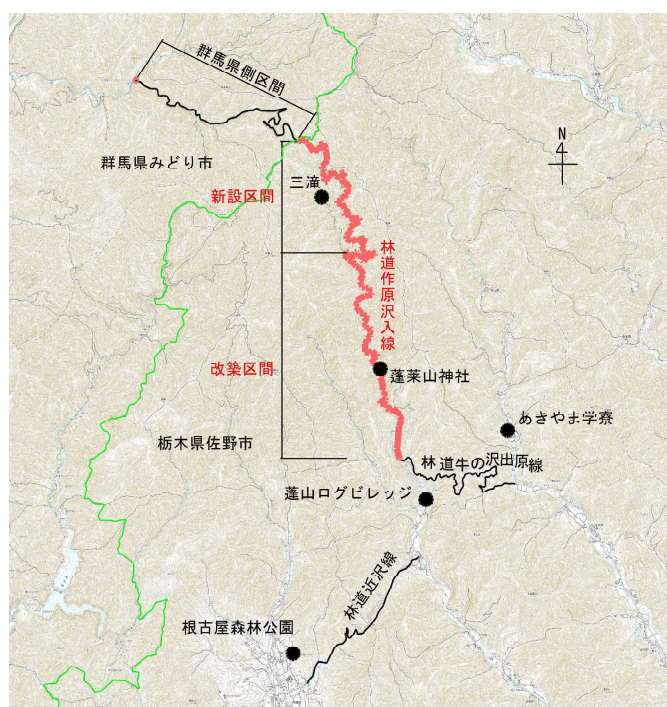 群馬県側区間
N
群馬県みどり市
三滝
新設区間
林道作原沢入線
改築区間
蓬莱山神社
あきやま学寮
栃木県佐野市
林道牛の沢出原線
蓬山ログビレッジ
林道近沢線
根古屋森林公園